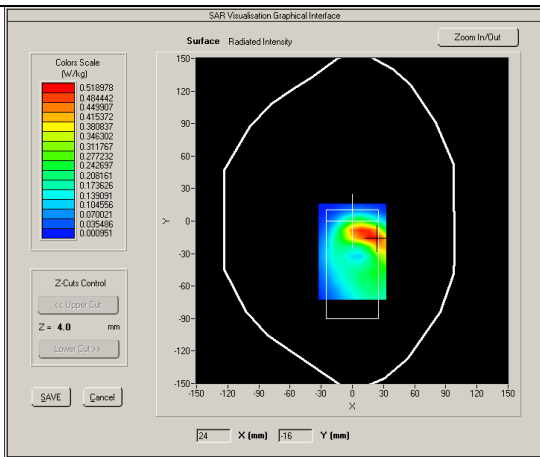 SAR Visualisation Graphical Interface
Surface Radiated Intensity
Zoom In/Out
Colors Scale
(W/kg)
0.518978
0.484442
0.449907
0.415372
0.380837
0.346302
0.311767
0.277232
0.242697
0.208161
0.173626
0.139091
0.104556
0.070021
0.035486
0.000951
Z-Cuts Control
<< Upper Cut
Z = 4.0 mm
Lower Cut >>
SAVE Cancel
150-
120-
90-
60-
30-
0-
-30-
-60-
-90-
-120-
-150-
Y
-150 -120 -90 -60 -30 0 30 60 90 120 150
X
24 X (mm) -16 Y (mm)